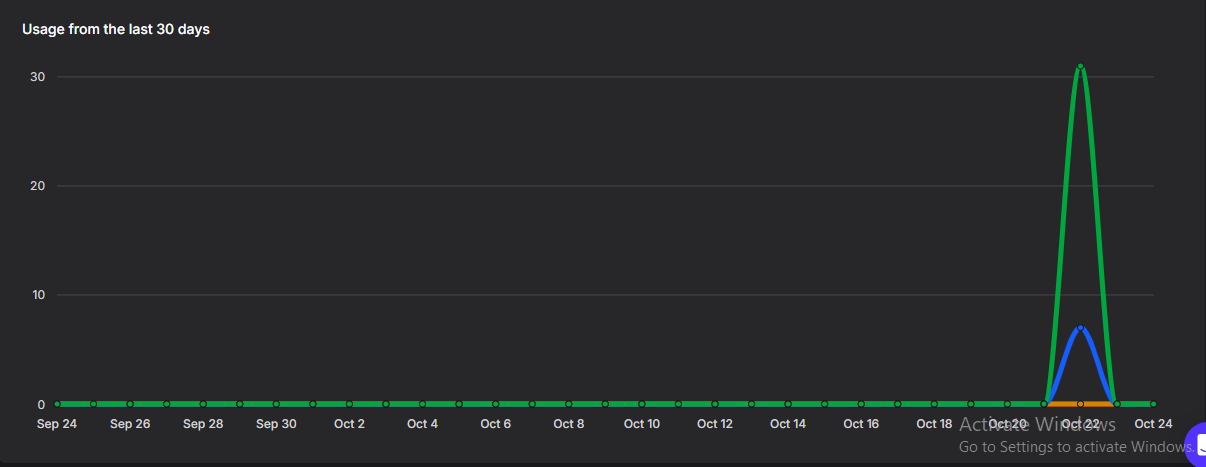 Usage from the last 30 days
30
20
10
0
Sep 24 Sep 26 Sep 28 Sep 30 Oct 2 Oct 4 Oct 6 Oct 8 Oct 10 Oct 12 Oct 14 Oct 16 Oct 18 Oct 20 Oct 22 Oct 24
Activate Windows
Go to Settings to activate Windows.